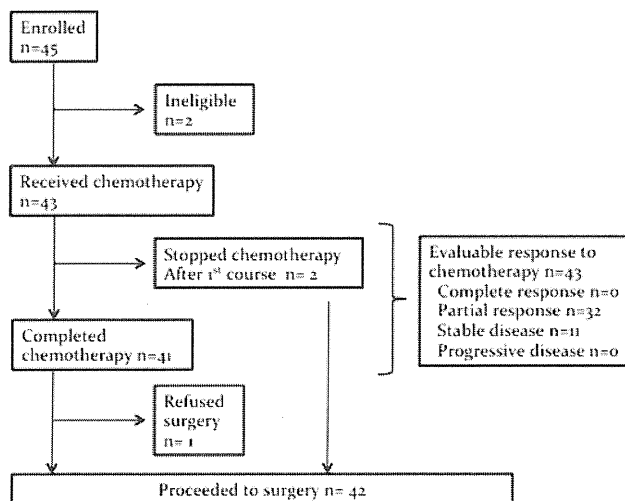 Enrolled
n=45
Ineligible
n=2
Received chemotherapy
n=43
Stopped chemotherapy
After 1st course n= 2
Evaluable response to
chemotherapy n=43
Complete response n=0
Partial response n=32
Stable disease n=11
Progressive disease n=0
Completed
chemotherapy n=41
Refused
surgery
n= 1
Proceeded to surgery n= 42